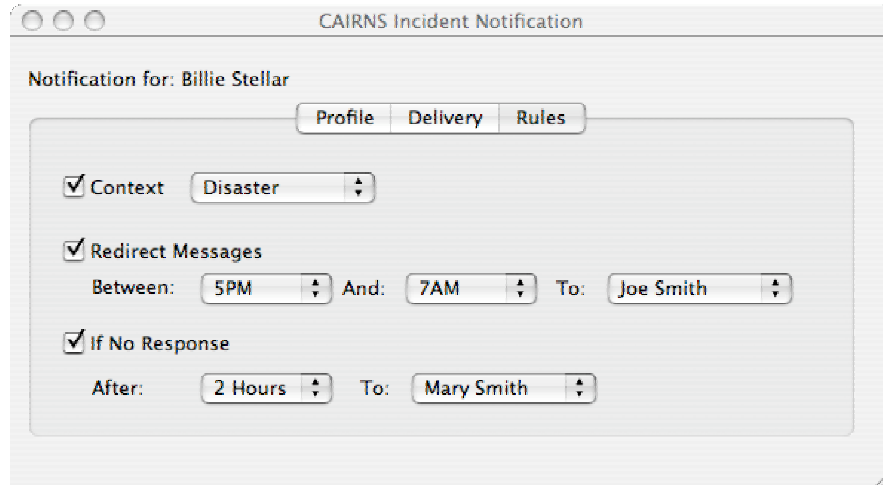 CAIRNS Incident Notification
Notification for: Billie Stellar
Profile Delivery Rules
Context Disaster
Redirect Messages
Between: 5PM And: 7AM To: Joe Smith
If No Response
After: 2 Hours To: Mary Smith